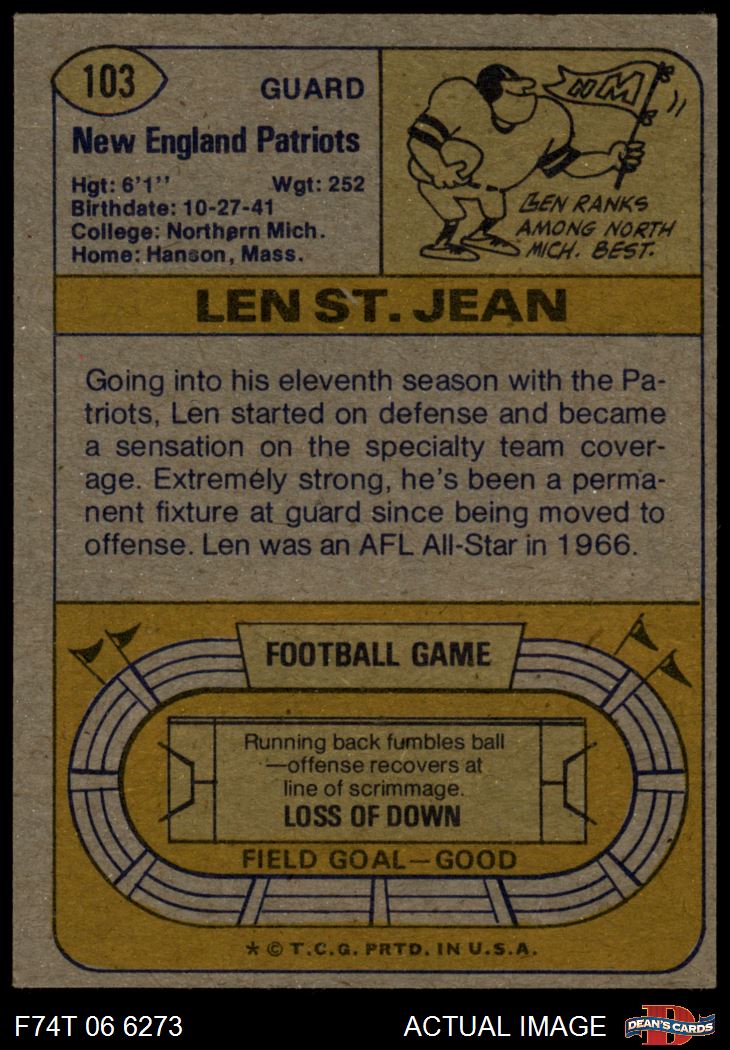 103
GUARD
New England Patriots
Hgt: 6'1'' Wgt: 252
Birthdate: 10-27-41
College: Northern Mich.
Home: Hanson, Mass.
NM
LEN RANKS
AMONG NORTH
MICH. BEST.
LEN ST. JEAN
Going into his eleventh season with the Pa-
triots, Len started on defense and became
a sensation on the specialty team cover-
age. Extremely strong, he's been a perma-
nent fixture at guard since being moved to
offense. Len was an AFL All-Star in 1966.
FOOTBALL GAME
Running back fumbles ball
—offense recovers at
line of scrimmage.
LOSS OF DOWN
FIELD GOAL—GOOD
* © T.C.G. PRTD. IN U.S.A.
F74T 06 6273 ACTUAL IMAGE
D
DEAN'S CARDS